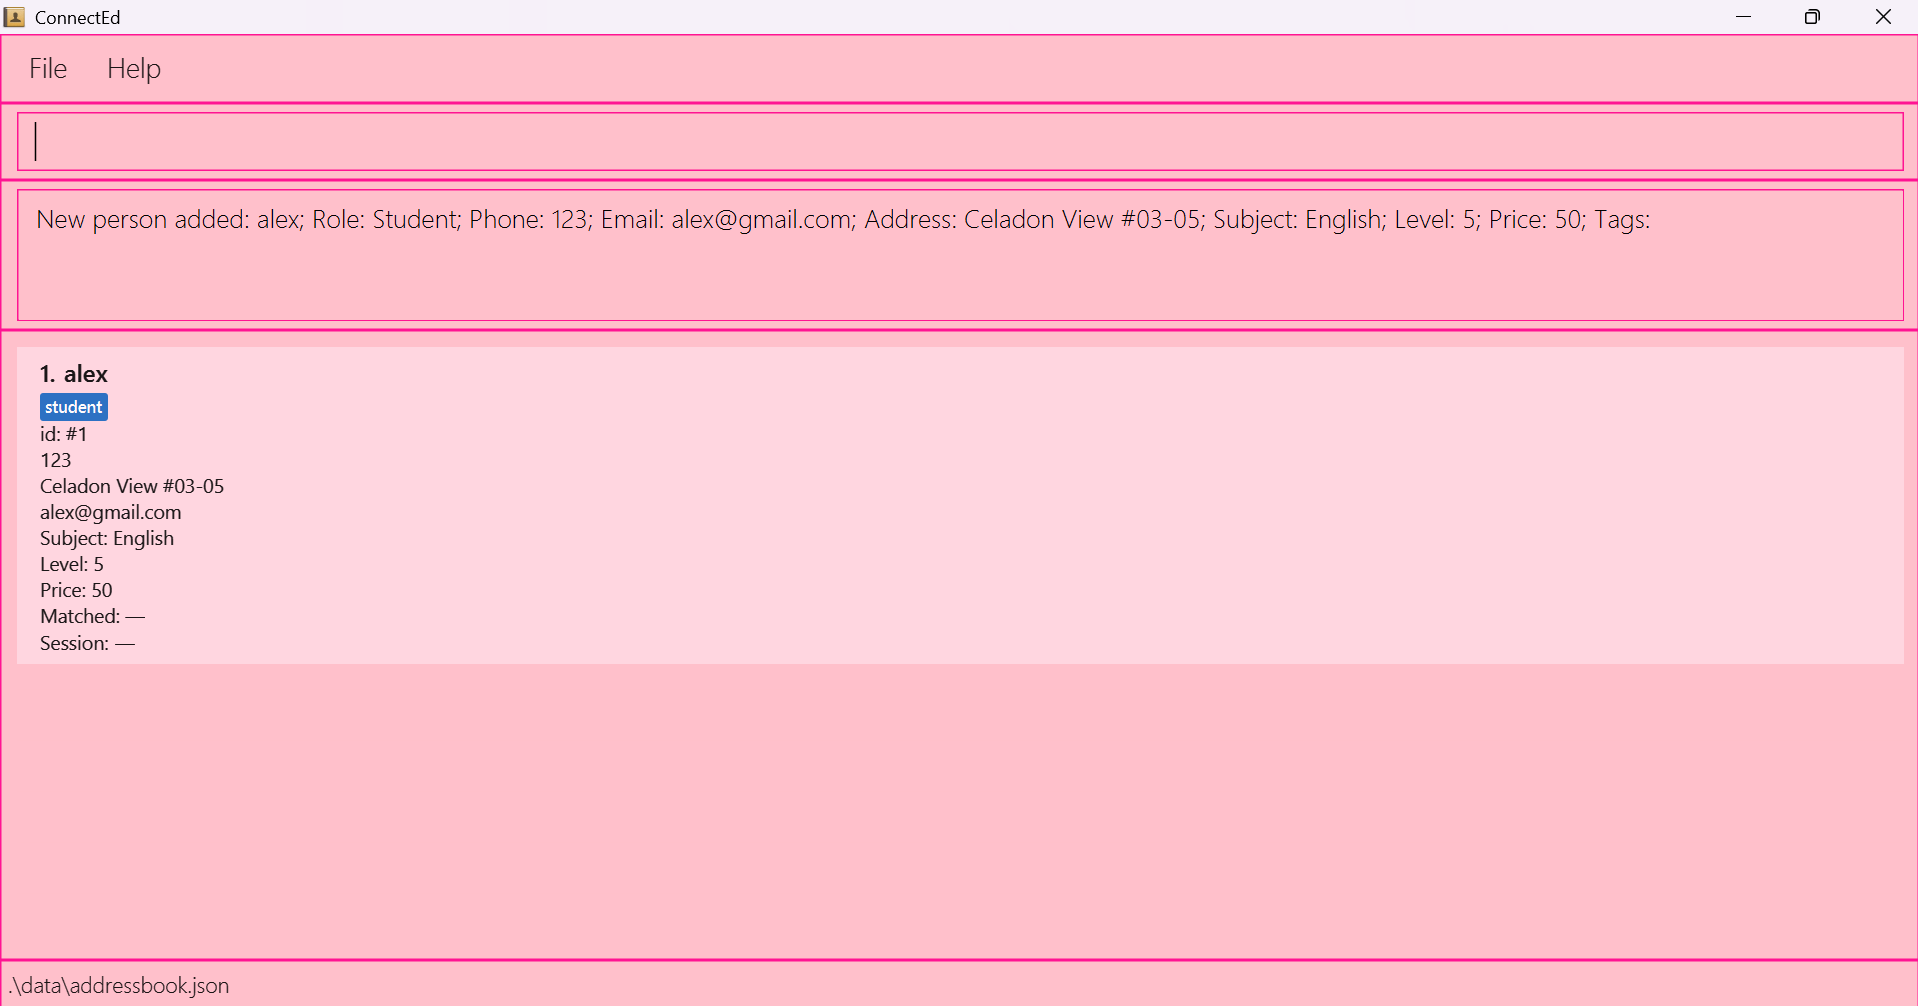 ConnectEd
File Help
New person added: alex; Role: Student; Phone: 123; Email: alex@gmail.com; Address: Celadon View #03-05; Subject: English; Level: 5; Price: 50; Tags:
1. alex
student
id: #1
123
Celadon View #03-05
alex@gmail.com
Subject: English
Level: 5
Price: 50
Matched: —
Session: —
.\data\addressbook.json